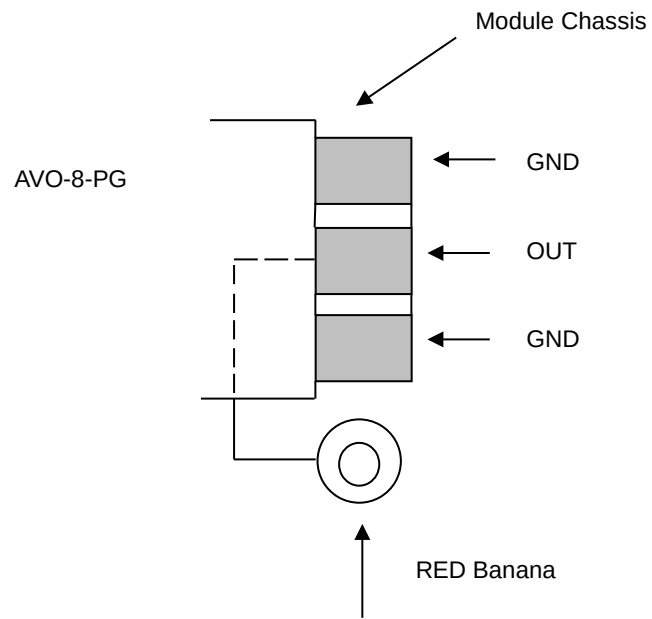 Module Chassis
GND
AVO-8-PG
OUT
GND
RED Banana